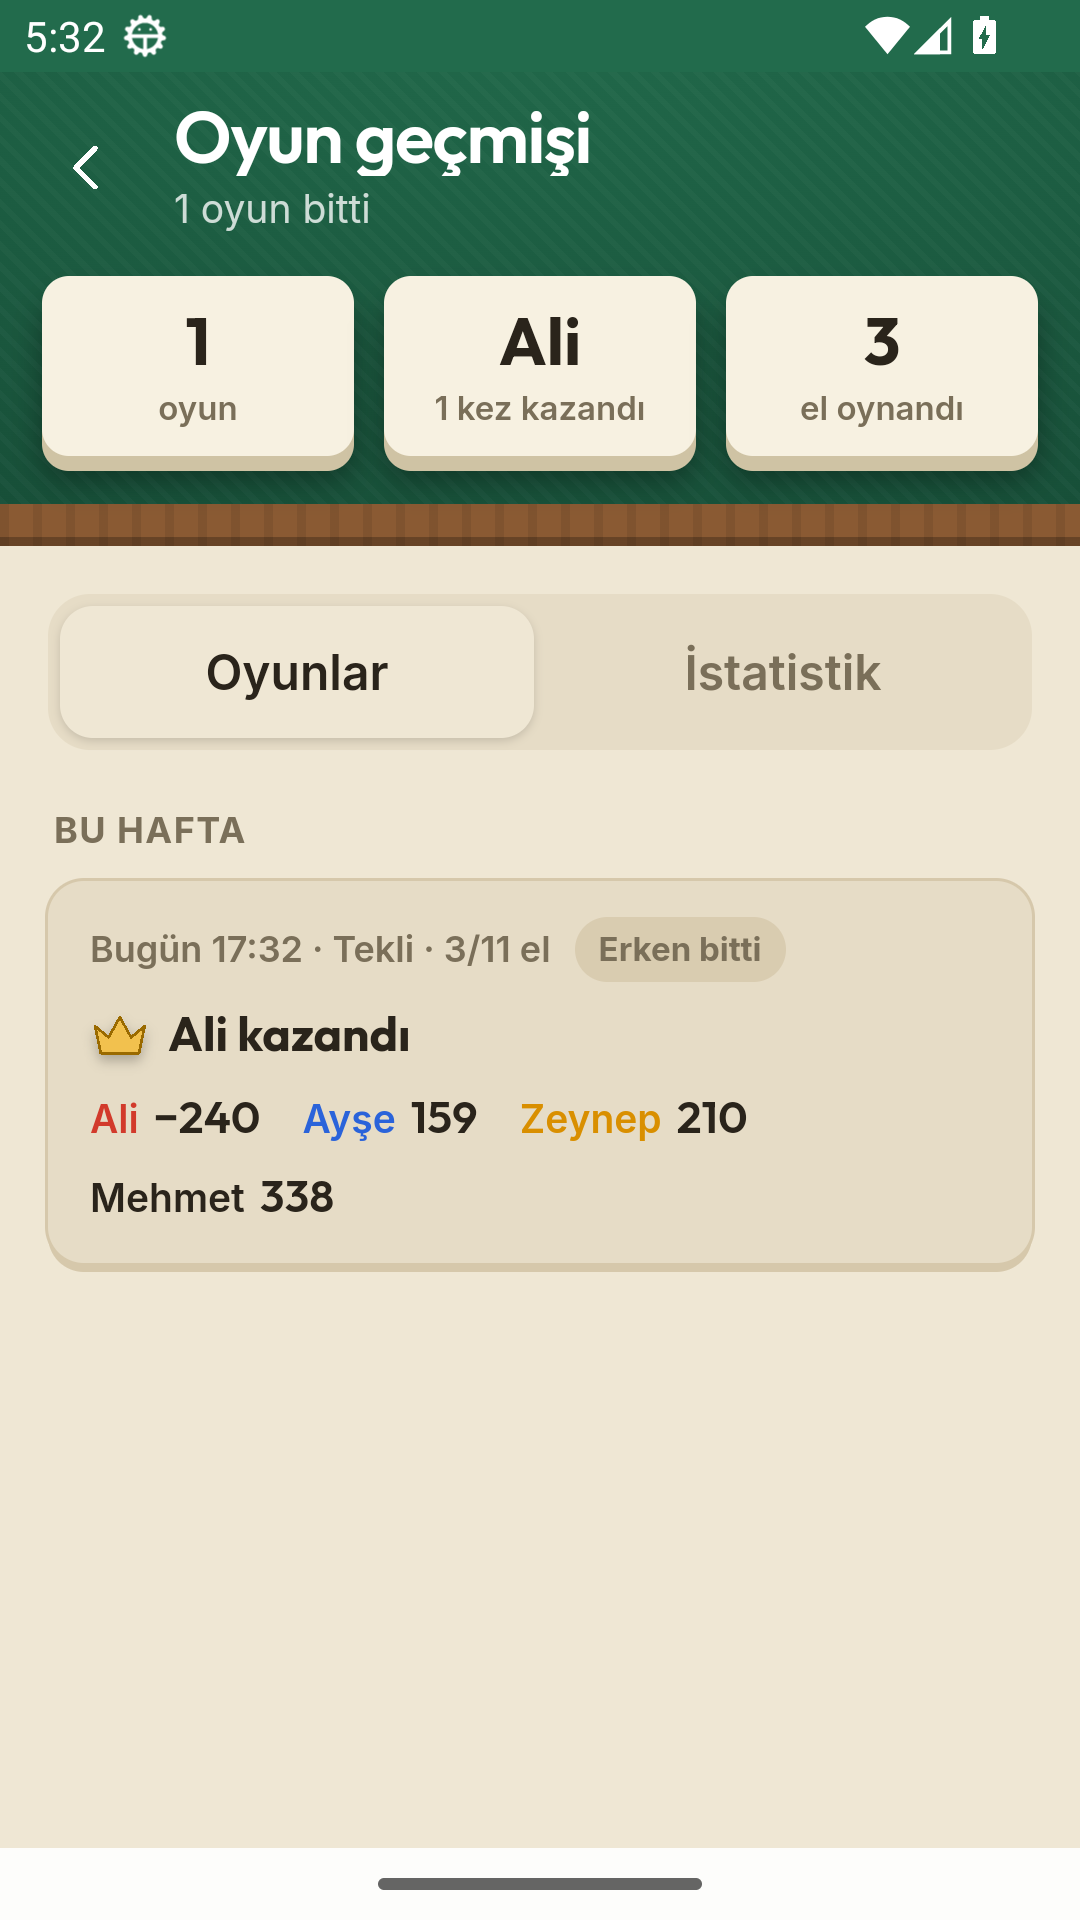 5:32
Oyun geçmişi
1 oyun bitti
1
oyun
Ali
1 kez kazandı
3
el oynandı
Oyunlar
İstatistik
BU HAFTA
Bugün 17:32 · Tekli · 3/11 el Erken bitti
Ali kazandı
Ali −240 Ayşe 159 Zeynep 210
Mehmet 338